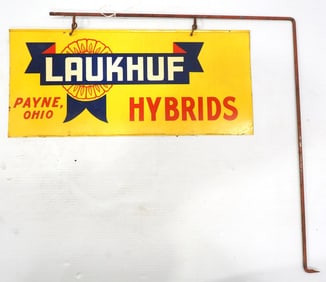 LAUKHUF
PAYNE,
OHIO
HYBRIDS